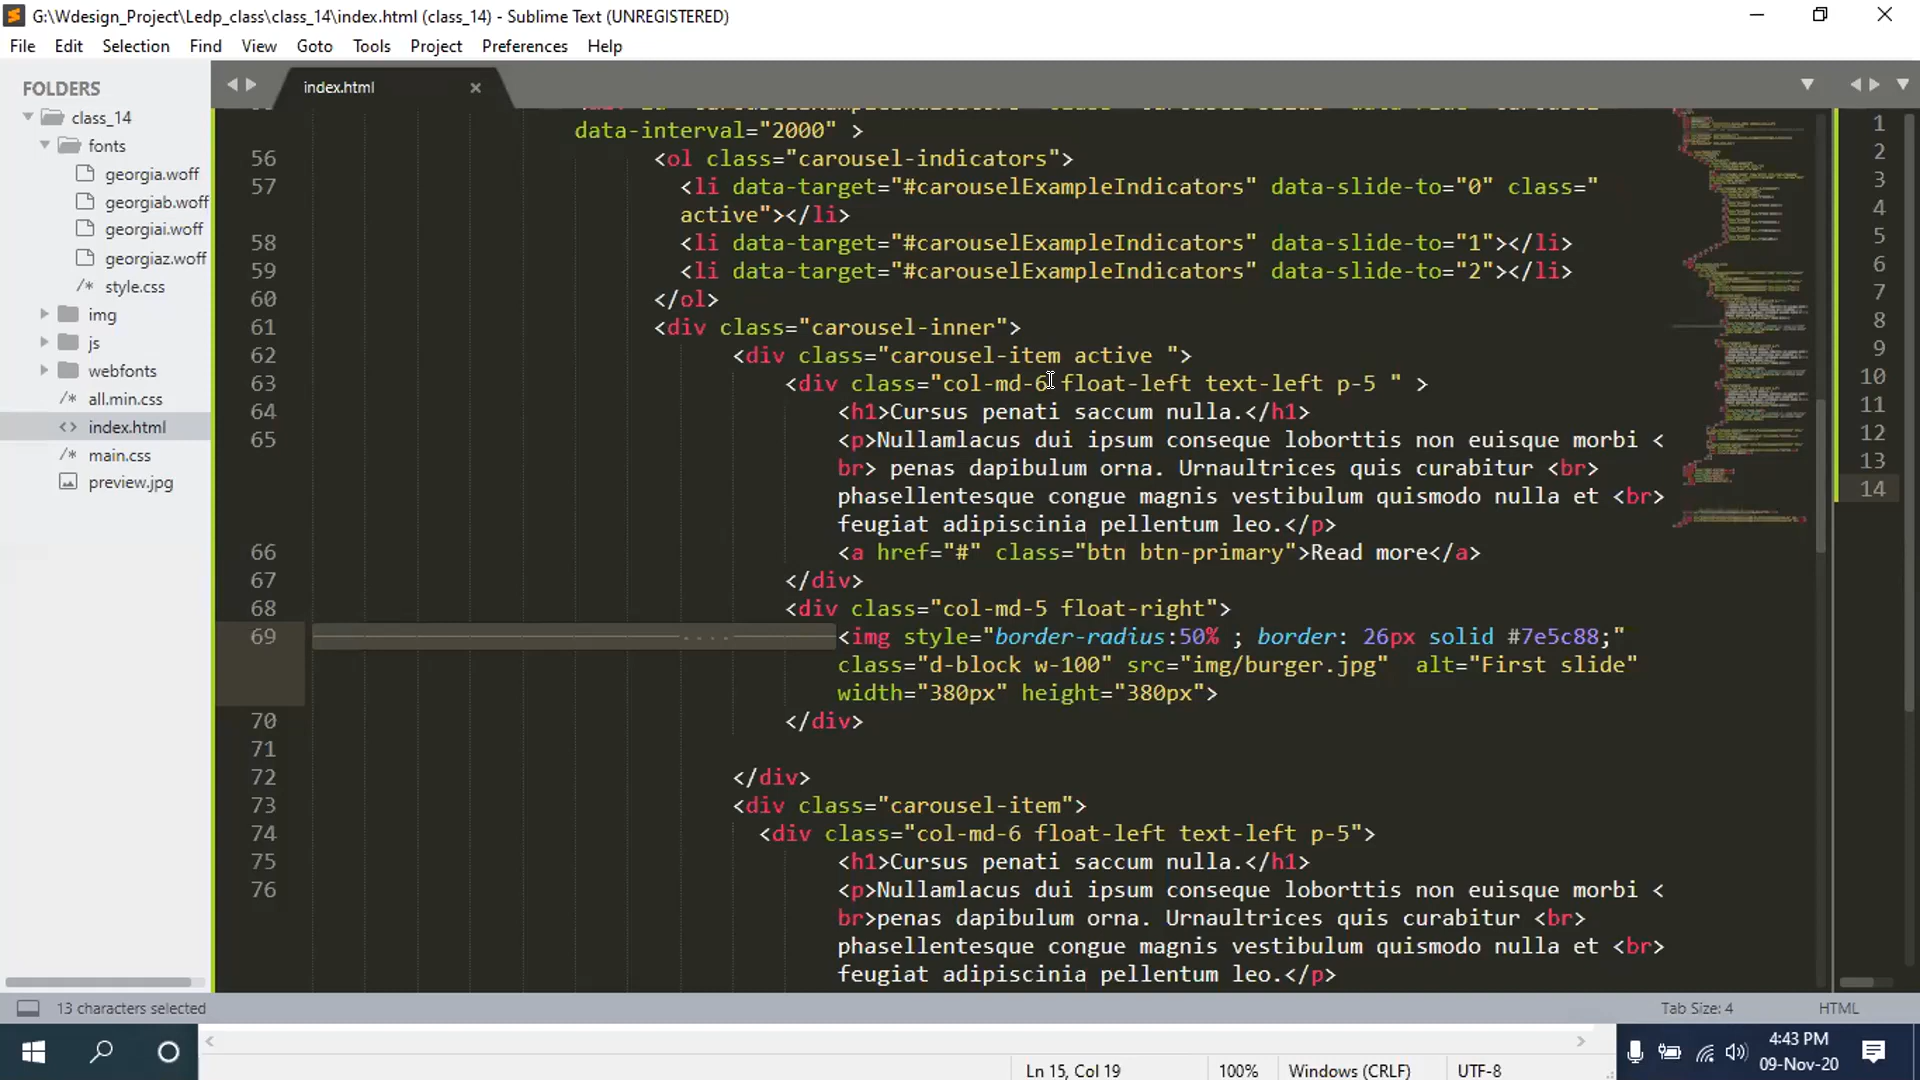 G:\Wdesign_Project\Ledp_class\class_14\index.html (class_14) - Sublime Text (UNREGISTERED)
File Edit Selection Find View Goto Tools Project Preferences Help
FOLDERS
class_14
fonts
georgia.woff
georgiab.woff
georgiai.woff
georgiaz.woff
style.css
img
js
webfonts
all.min.css
index.html
main.css
preview.jpg
index.html
data-interval="2000" >
56 <ol class="carousel-indicators">
57 <li data-target="#carouselExampleIndicators" data-slide-to="0" class="
active"></li>
58 <li data-target="#carouselExampleIndicators" data-slide-to="1"></li>
59 <li data-target="#carouselExampleIndicators" data-slide-to="2"></li>
60 </ol>
61 <div class="carousel-inner">
62 <div class="carousel-item active ">
63 <div class="col-md-6 float-left text-left p-5 " >
64 <h1>Cursus penati saccum nulla.</h1>
65 <p>Nullamlacus dui ipsum conseque loborttis non euisque morbi <
br> penas dapibulum orna. Urnaultrices quis curabitur <br>
phasellentesque congue magnis vestibulum quismodo nulla et <br>
feugiat adipiscinia pellentum leo.</p>
66 <a href="#" class="btn btn-primary">Read more</a>
67 </div>
68 <div class="col-md-5 float-right">
69 <img style="border-radius:50% ; border: 26px solid #7e5c88;"
class="d-block w-100" src="img/burger.jpg"  alt="First slide"
width="380px" height="380px">
70 </div>
71
72 </div>
73 <div class="carousel-item">
74 <div class="col-md-6 float-left text-left p-5">
75 <h1>Cursus penati saccum nulla.</h1>
76 <p>Nullamlacus dui ipsum conseque loborttis non euisque morbi <
br>penas dapibulum orna. Urnaultrices quis curabitur <br>
phasellentesque congue magnis vestibulum quismodo nulla et <br>
feugiat adipiscinia pellentum leo.</p>
1
2
3
4
5
6
7
8
9
10
11
12
13
14
13 characters selected
Tab Size: 4
HTML
Ln 15, Col 19
100%
Windows (CRLF)
UTF-8
4:43 PM
09-Nov-20